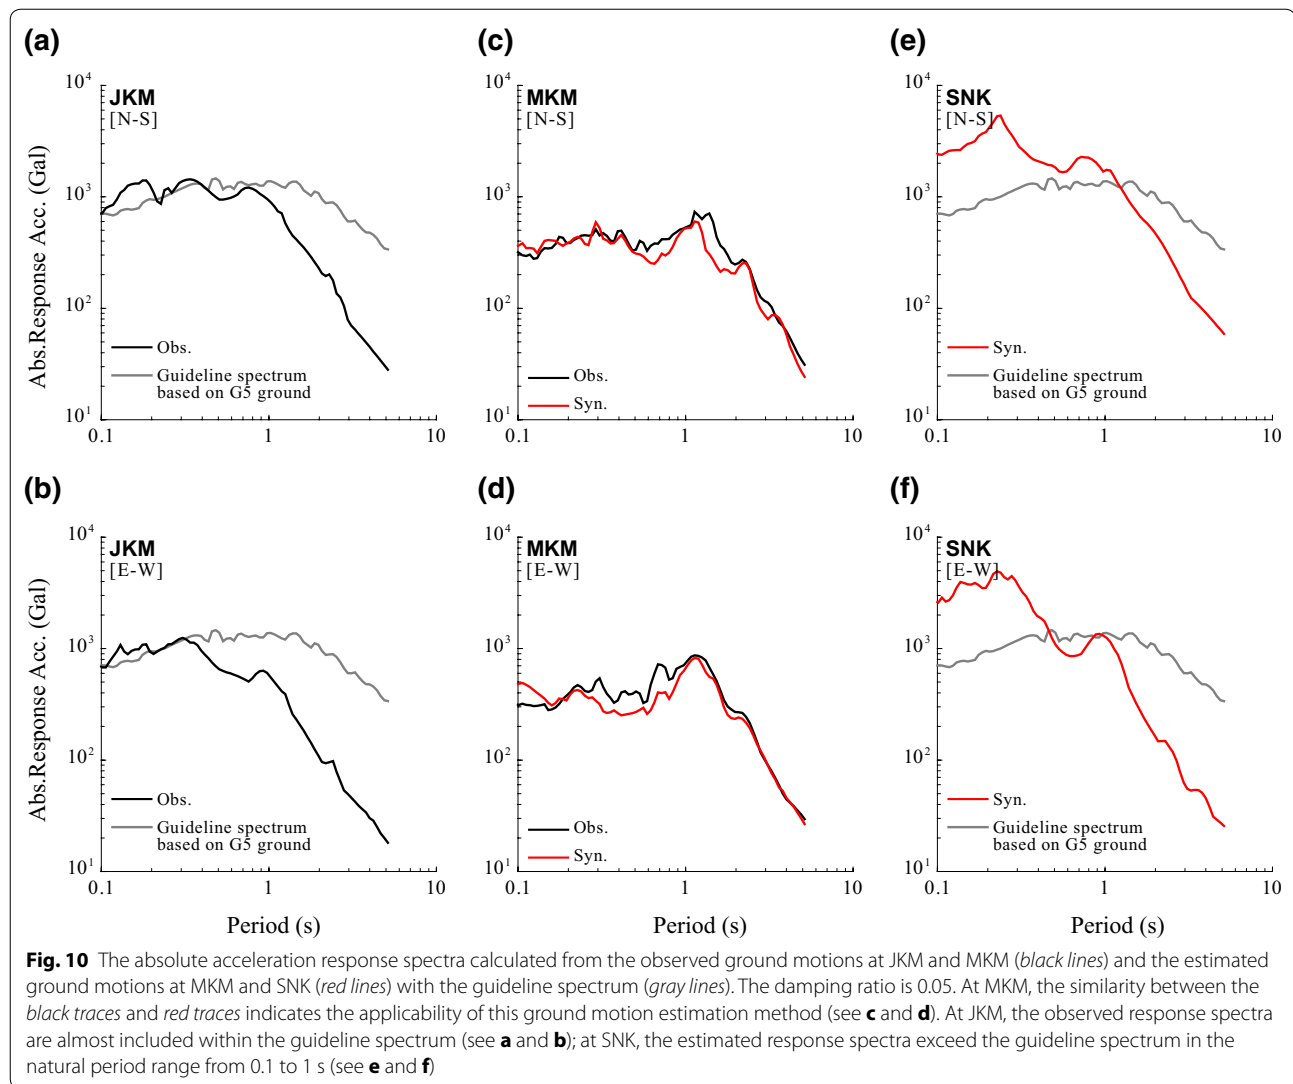 (a)
Abs.Response Acc. (Gal)
10^4
10^3
10^2
10^1
JKM
[N-S]
Obs.
Guideline spectrum
based on G5 ground
0.1
1
10
(c)
10^4
10^3
10^2
10^1
MKM
[N-S]
Obs.
Syn.
0.1
1
10
(e)
10^4
10^3
10^2
10^1
SNK
[N-S]
Syn.
Guideline spectrum
based on G5 ground
0.1
1
10
(b)
Abs.Response Acc. (Gal)
10^4
10^3
10^2
10^1
JKM
[E-W]
Obs.
Guideline spectrum
based on G5 ground
0.1
1
10
Period (s)
(d)
10^4
10^3
10^2
10^1
MKM
[E-W]
Obs.
Syn.
0.1
1
10
Period (s)
(f)
10^4
10^3
10^2
10^1
SNK
[E-W]
Syn.
Guideline spectrum
based on G5 ground
0.1
1
10
Period (s)
Fig. 10 The absolute acceleration response spectra calculated from the observed ground motions at JKM and MKM (black lines) and the estimated
ground motions at MKM and SNK (red lines) with the guideline spectrum (gray lines). The damping ratio is 0.05. At MKM, the similarity between the
black traces and red traces indicates the applicability of this ground motion estimation method (see c and d). At JKM, the observed response spectra
are almost included within the guideline spectrum (see a and b); at SNK, the estimated response spectra exceed the guideline spectrum in the
natural period range from 0.1 to 1 s (see e and f)